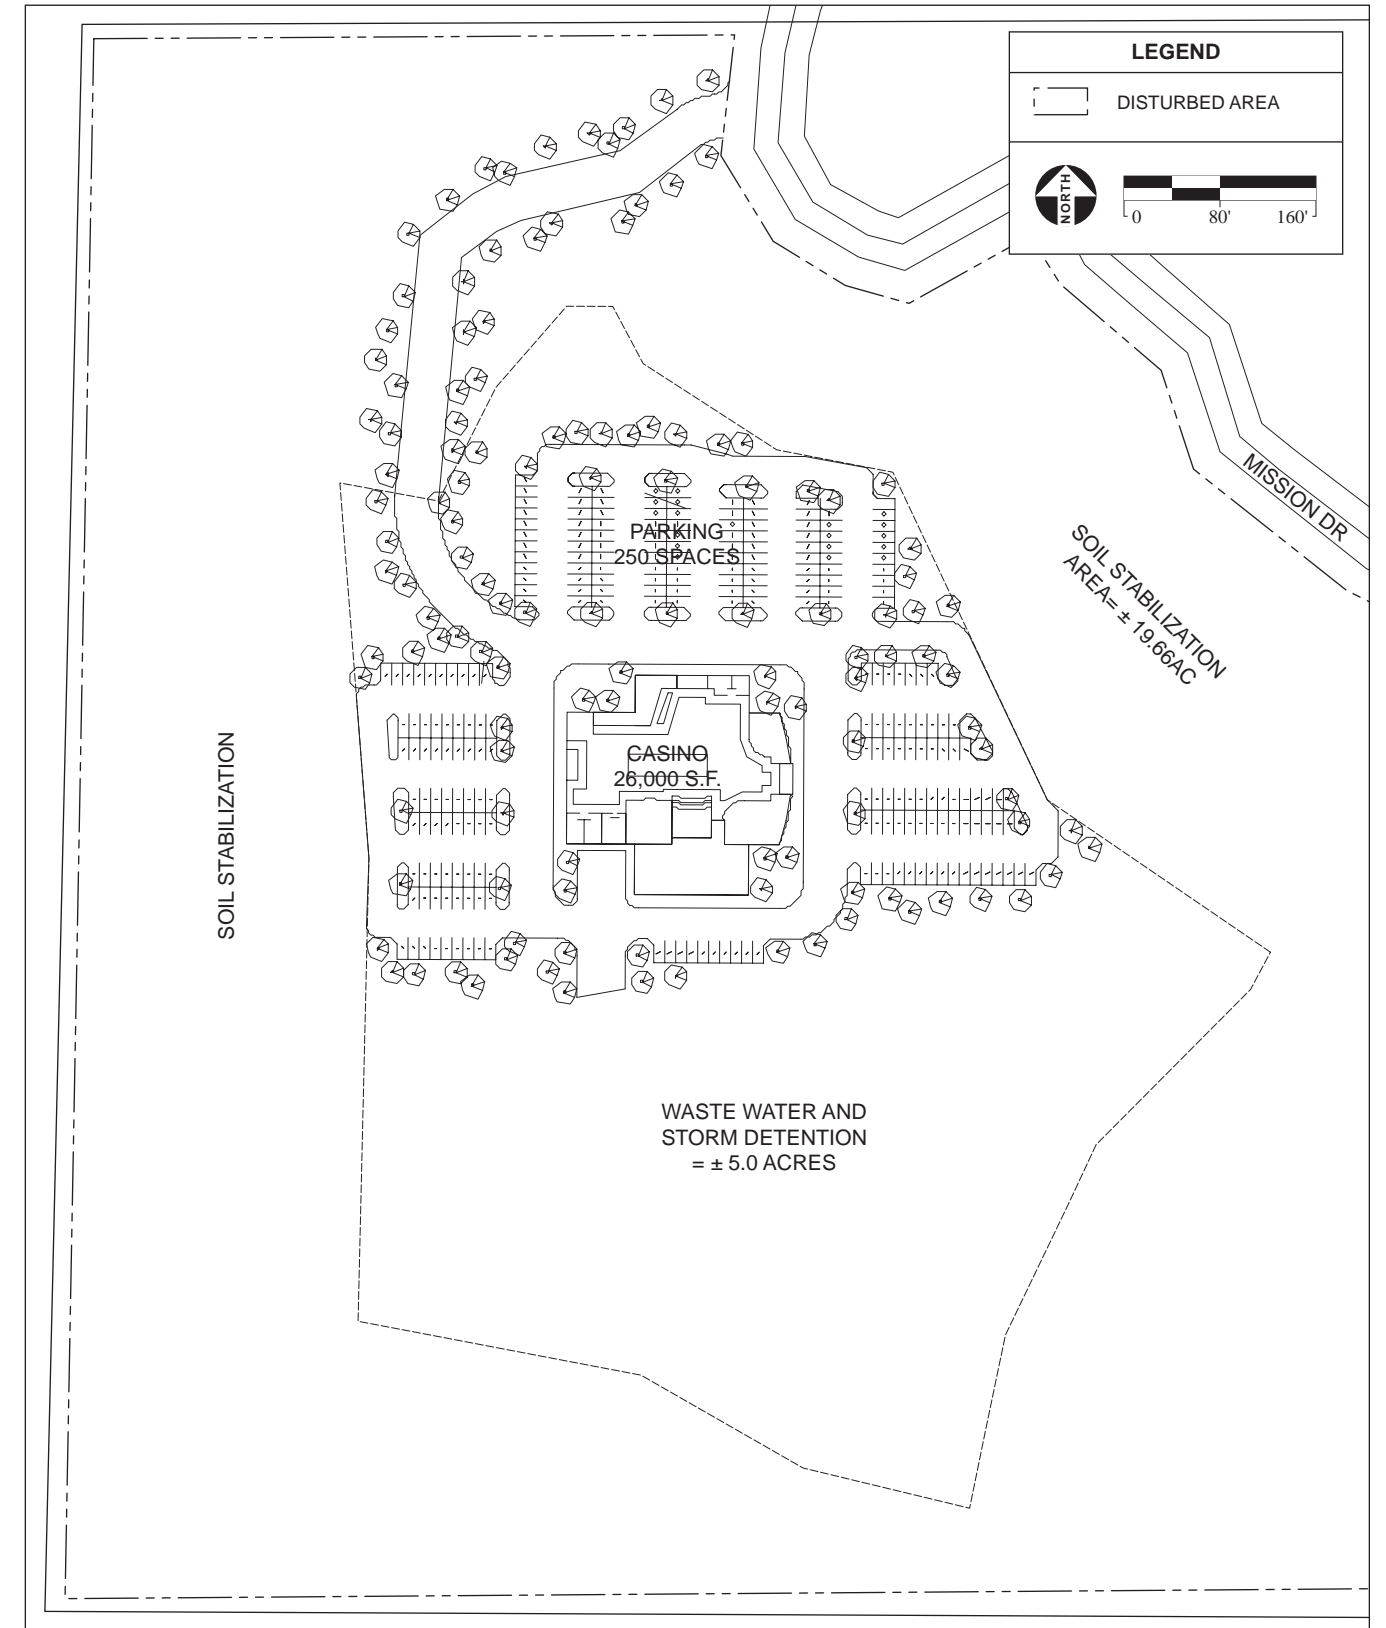 LEGEND
DISTURBED AREA
NORTH
0 80' 160'
MISSION DR
PARKING
250 SPACES
SOIL STABILIZATION
AREA= ± 19.66AC
CASINO
26,000 S.F.
SOIL STABILIZATION
WASTE WATER AND
STORM DETENTION
= ± 5.0 ACRES